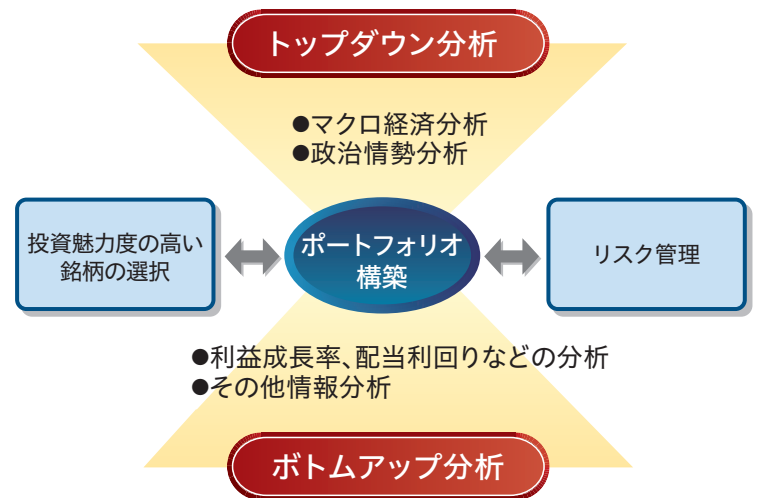 トップダウン分析
●マクロ経済分析
●政治情勢分析
投資魅力度の高い
銘柄の選択
ポートフォリオ
構築
リスク管理
●利益成長率、配当利回りなどの分析
●その他情報分析
ボトムアップ分析